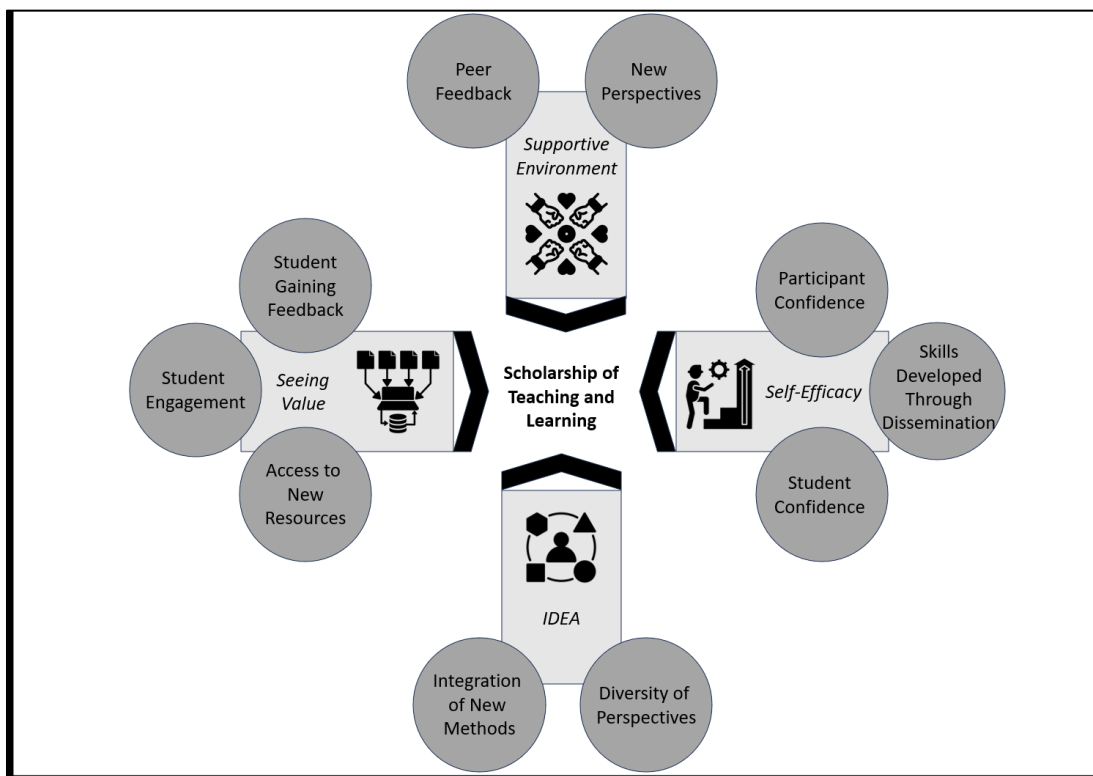 Peer
Feedback
New
Perspectives
Supportive
Environment
Student
Gaining
Feedback
Student
Engagement
Seeing
Value
Access to
New
Resources
Scholarship of
Teaching and
Learning
Participant
Confidence
Self-Efficacy
Skills
Developed
Through
Dissemination
Student
Confidence
IDEA
Integration
of New
Methods
Diversity of
Perspectives